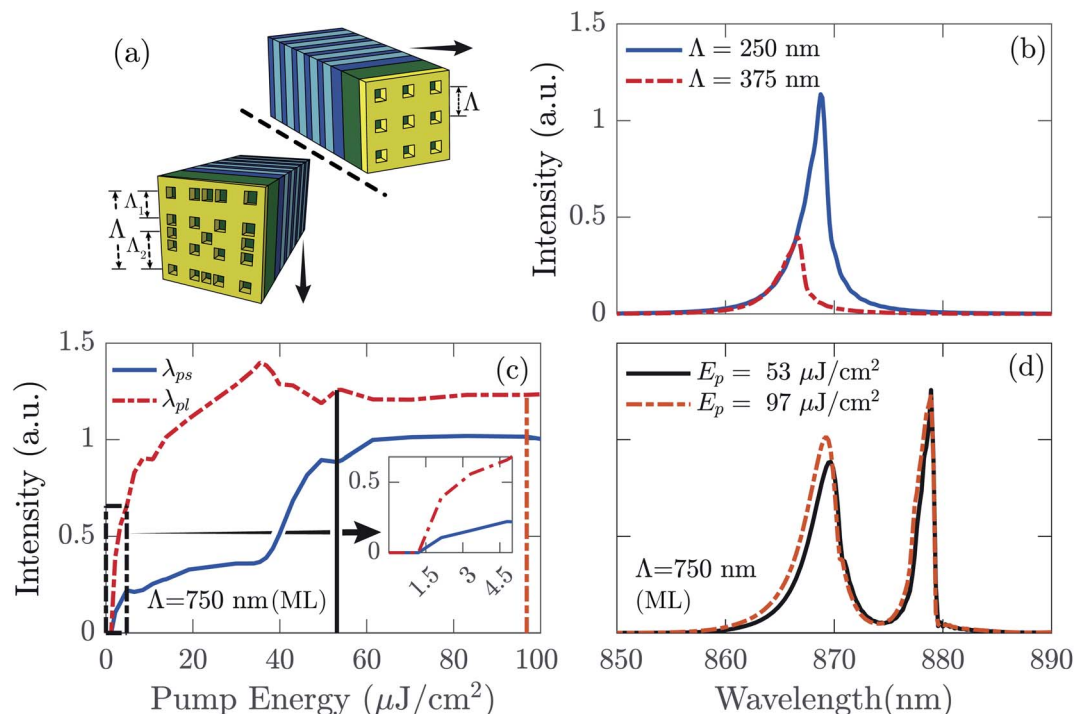 (a)
Λ
Λ₁
Λ
Λ₂
(b)
Λ = 250 nm
Λ = 375 nm
Intensity (a.u.)
1.5
1
0.5
0
(c)
λps
λpl
Intensity (a.u.)
1.5
1
0.5
0
0.5
0
1.5 3 4.5
Λ=750 nm(ML)
0 20 40 60 80 100
Pump Energy (μJ/cm²)
(d)
Ep = 53 μJ/cm²
Ep = 97 μJ/cm²
Λ=750 nm
(ML)
850 860 870 880 890
Wavelength(nm)